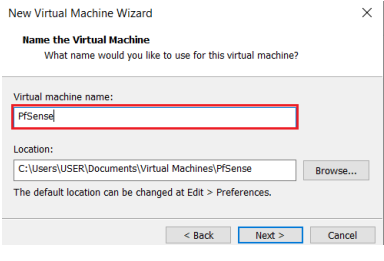 New Virtual Machine Wizard
Name the Virtual Machine
What name would you like to use for this virtual machine?
Virtual machine name:
PfSense
Location:
C:\Users\USER\Documents\Virtual Machines\PfSense
Browse...
The default location can be changed at Edit > Preferences.
< Back Next > Cancel